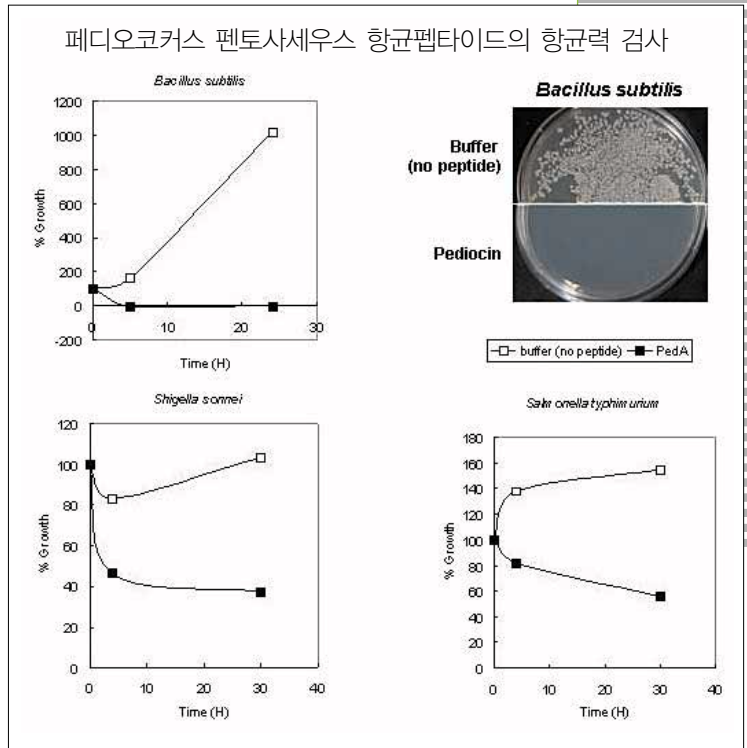 페디오코커스 펜토사세우스 항균펩타이드의 항균력 검사
Bacillus subtilis
1200
1000
800
600
400
200
0
-200
% Growth
0 10 20 30
Time (H)
Bacillus subtilis
Buffer
(no peptide)
Pediocin
buffer (no peptide) PedA
Shigella sonnei
120
100
80
60
40
20
0
% Growth
0 10 20 30 40
Time (H)
Salmonella typhimurium
180
160
140
120
100
80
60
40
20
0
% Growth
0 10 20 30 40
Time (H)